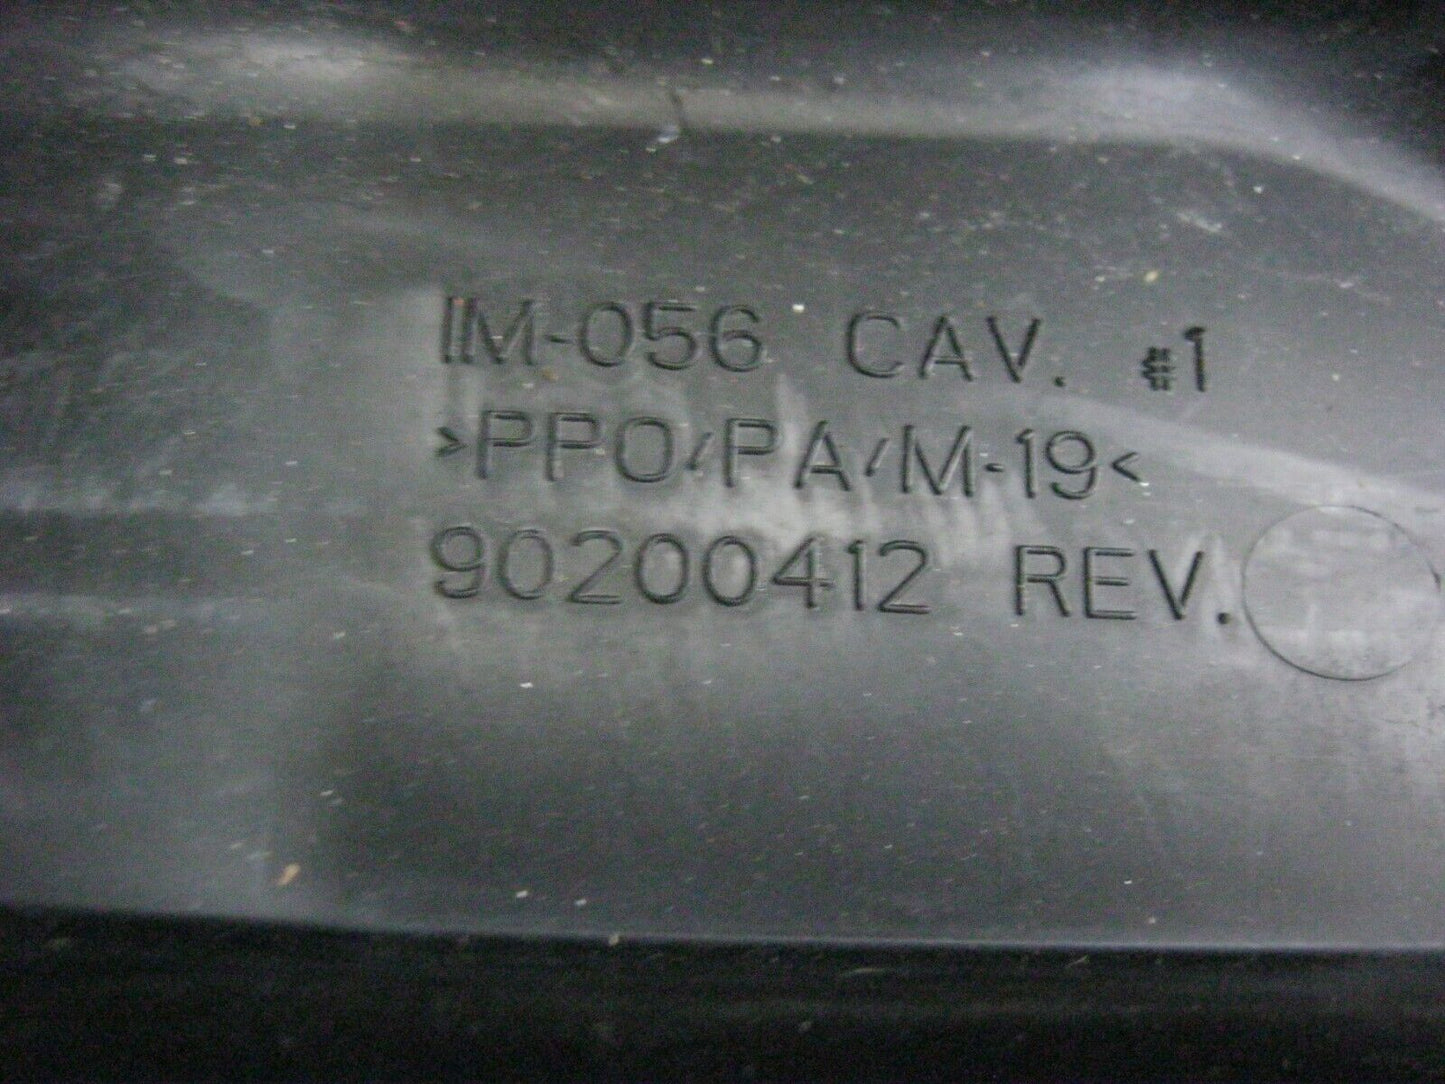 IM-056 CAV. #1
>PPO/PA/M-19<
90200412 REV.